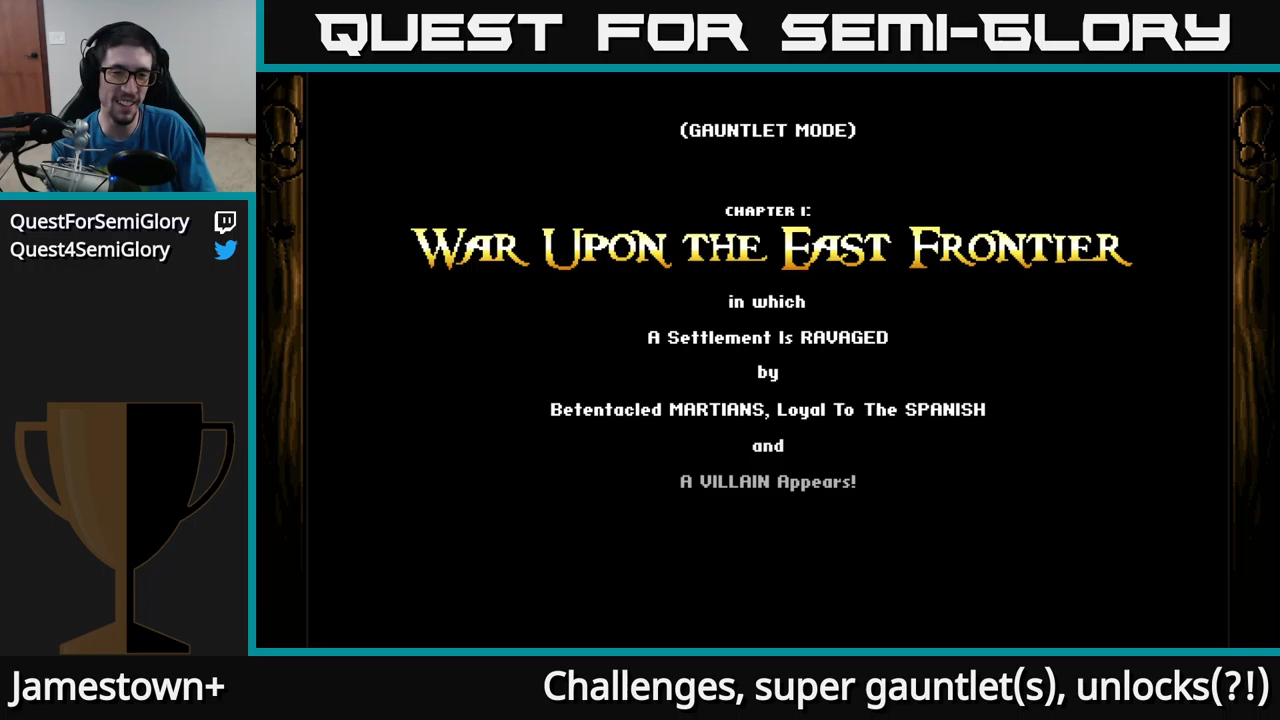 QUEST FOR SEMI-GLORY
QuestForSemiGlory
Quest4SemiGlory
(GAUNTLET MODE)
CHAPTER I:
WAR UPON THE EAST FRONTIER
in which
A Settlement Is RAVAGED
by
Betentacled MARTIANS, Loyal To The SPANISH
and
A VILLAIN Appears!
Jamestown+
Challenges, super gauntlet(s), unlocks(?!)